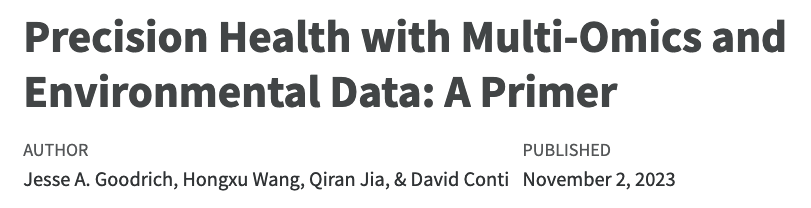 Precision Health with Multi-Omics and
Environmental Data: A Primer
AUTHOR PUBLISHED
Jesse A. Goodrich, Hongxu Wang, Qiran Jia, & David Conti November 2, 2023